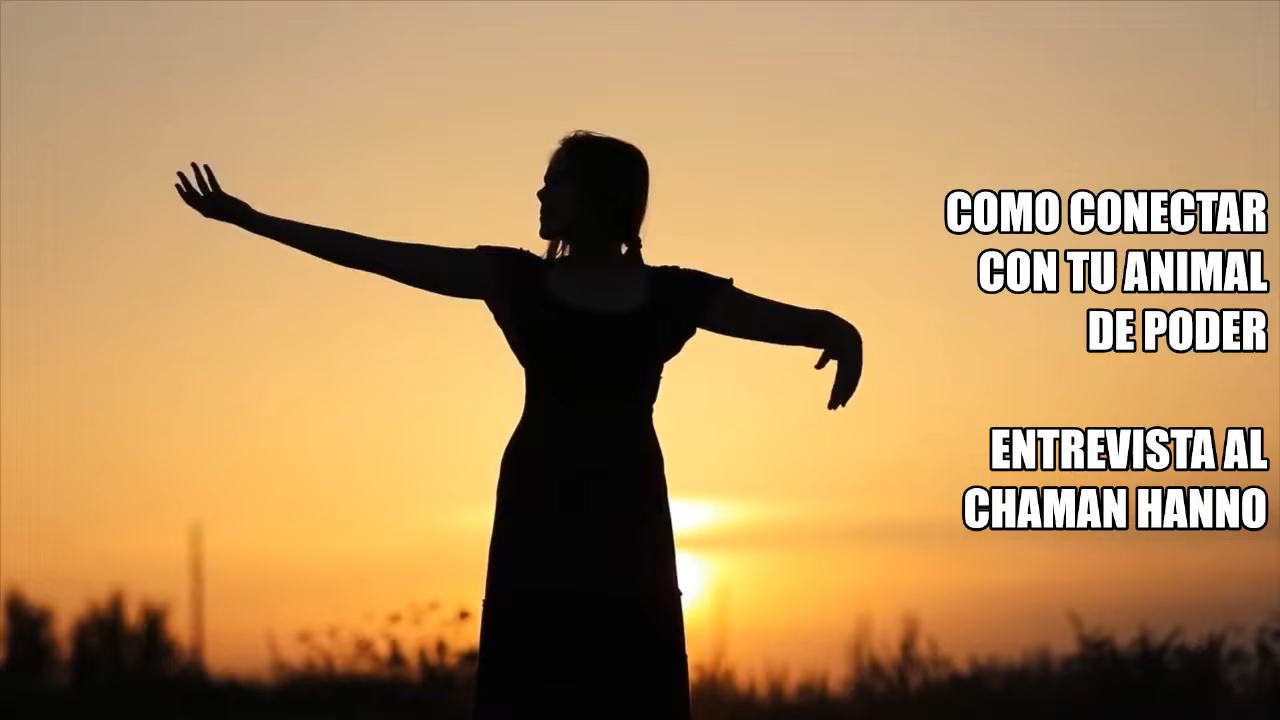 COMO CONECTAR
CON TU ANIMAL
DE PODER
ENTREVISTA AL
CHAMAN HANNO